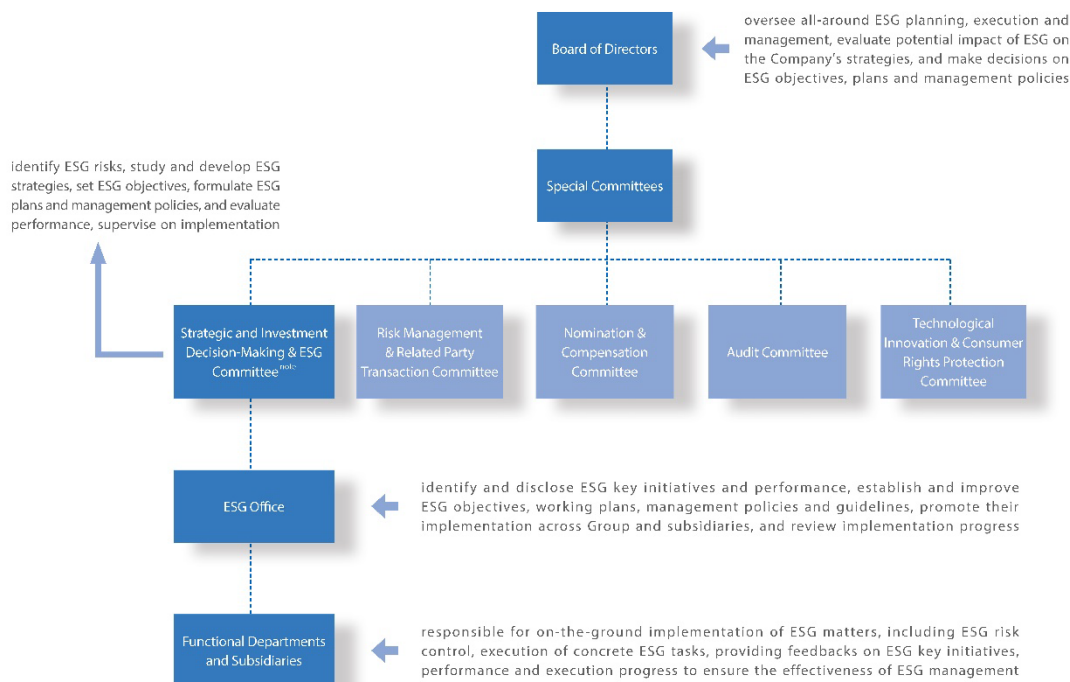 Board of Directors
oversee all-around ESG planning, execution and
management, evaluate potential impact of ESG on
the Company's strategies, and make decisions on
ESG objectives, plans and management policies
Special Committees
identify ESG risks, study and develop ESG
strategies, set ESG objectives, formulate ESG
plans and management policies, and evaluate
performance, supervise on implementation
Strategic and Investment
Decision-Making & ESG
Committee note
Risk Management
& Related Party
Transaction Committee
Nomination &
Compensation
Committee
Audit Committee
Technological
Innovation & Consumer
Rights Protection
Committee
ESG Office
identify and disclose ESG key initiatives and performance, establish and improve
ESG objectives, working plans, management policies and guidelines, promote their
implementation across Group and subsidiaries, and review implementation progress
Functional Departments
and Subsidiaries
responsible for on-the-ground implementation of ESG matters, including ESG risk
control, execution of concrete ESG tasks, providing feedbacks on ESG key initiatives,
performance and execution progress to ensure the effectiveness of ESG management